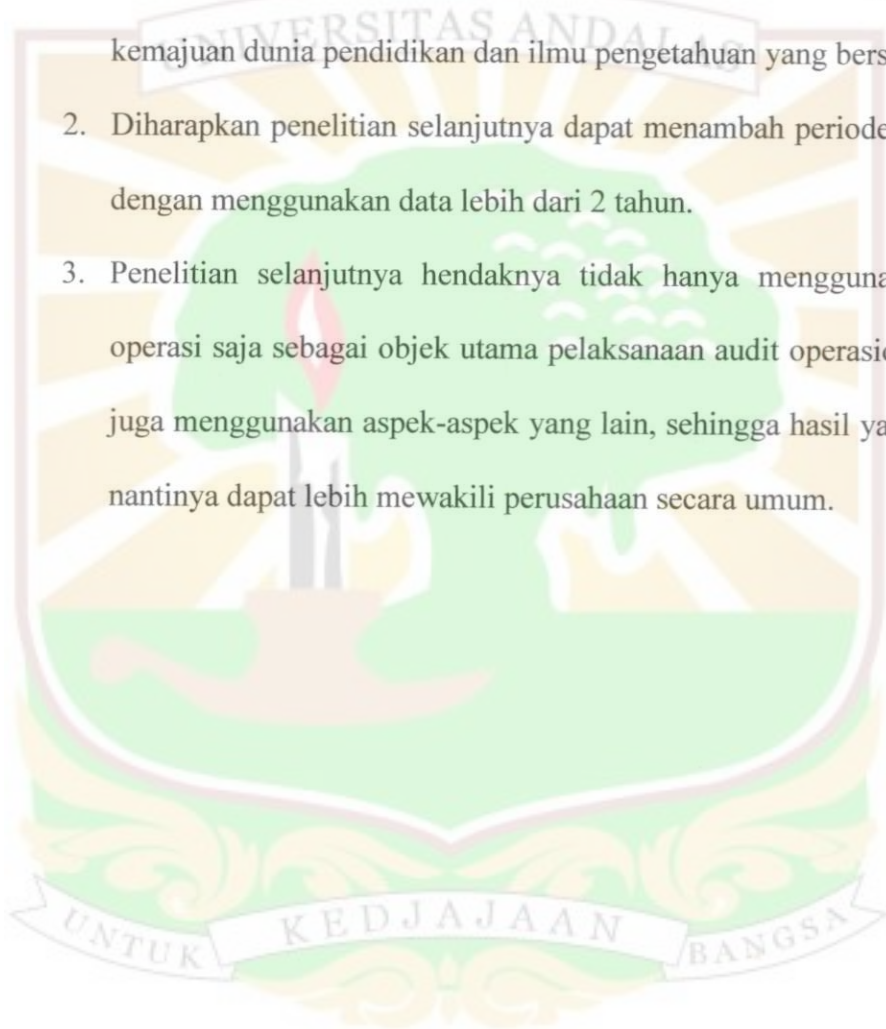 UNIVERSITAS ANDALAS
kemajuan dunia pendidikan dan ilmu pengetahuan yang bers
2. Diharapkan penelitian selanjutnya dapat menambah periode
dengan menggunakan data lebih dari 2 tahun.
3. Penelitian selanjutnya hendaknya tidak hanya mengguna
operasi saja sebagai objek utama pelaksanaan audit operasi
juga menggunakan aspek-aspek yang lain, sehingga hasil ya
nantinya dapat lebih mewakili perusahaan secara umum.
UNTUK KEDJAJAAN BANGSA